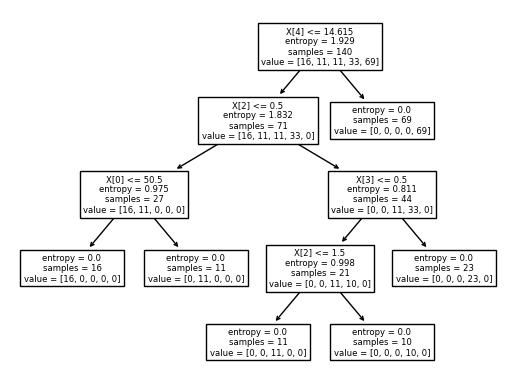 X[4] <= 14.615
entropy = 1.929
samples = 140
value = [16, 11, 11, 33, 69]
X[2] <= 0.5
entropy = 1.832
samples = 71
value = [16, 11, 11, 33, 0]
entropy = 0.0
samples = 69
value = [0, 0, 0, 0, 69]
X[0] <= 50.5
entropy = 0.975
samples = 27
value = [16, 11, 0, 0, 0]
X[3] <= 0.5
entropy = 0.811
samples = 44
value = [0, 0, 11, 33, 0]
entropy = 0.0
samples = 16
value = [16, 0, 0, 0, 0]
entropy = 0.0
samples = 11
value = [0, 11, 0, 0, 0]
X[2] <= 1.5
entropy = 0.998
samples = 21
value = [0, 0, 11, 10, 0]
entropy = 0.0
samples = 23
value = [0, 0, 0, 23, 0]
entropy = 0.0
samples = 11
value = [0, 0, 11, 0, 0]
entropy = 0.0
samples = 10
value = [0, 0, 0, 10, 0]